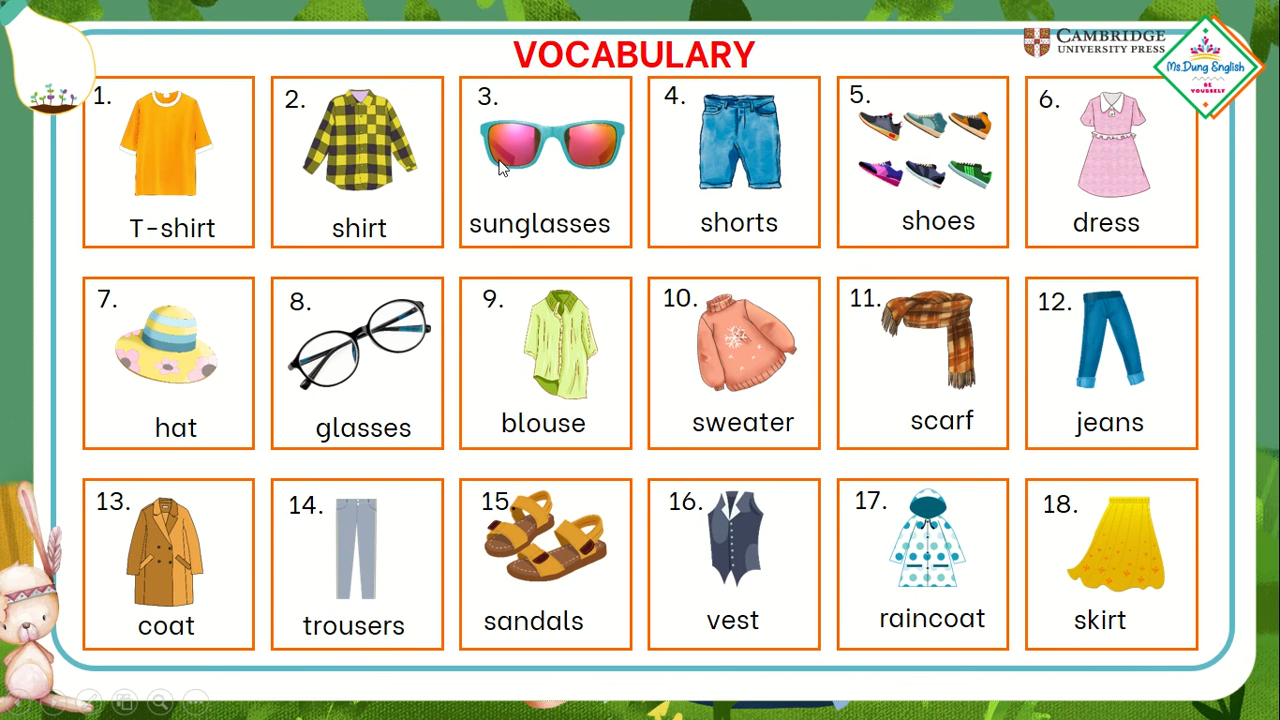 VOCABULARY
CAMBRIDGE
UNIVERSITY PRESS
Ms.Dung English
BE
YOURSELF
1.
T-shirt
2.
shirt
3.
sunglasses
4.
shorts
5.
shoes
6.
dress
7.
hat
8.
glasses
9.
blouse
10.
sweater
11.
scarf
12.
jeans
13.
coat
14.
trousers
15.
sandals
16.
vest
17.
raincoat
18.
skirt